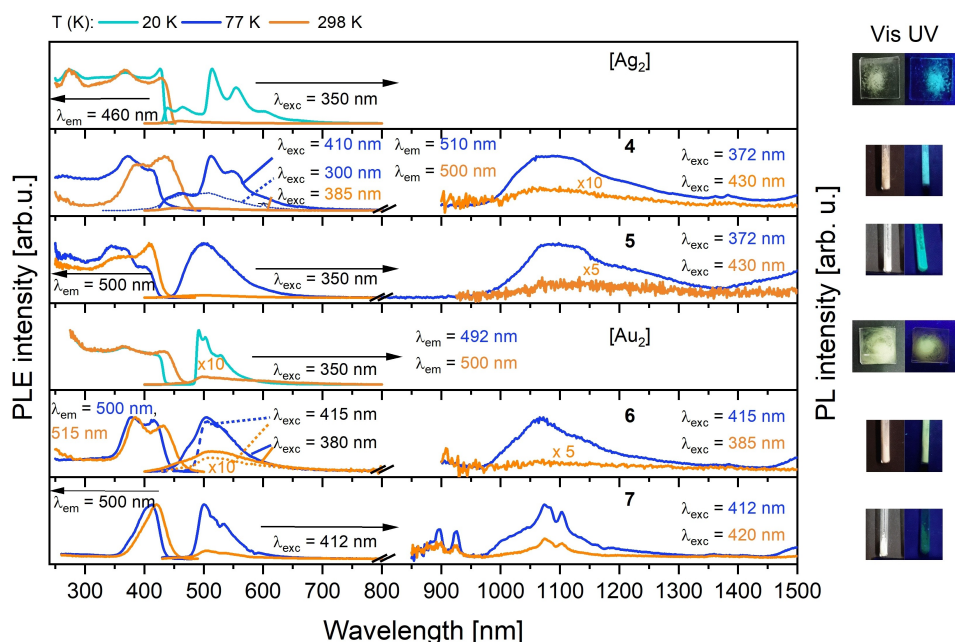 T (K): 20 K 77 K 298 K
Vis UV
[Ag₂]
λem = 460 nm
λexc = 350 nm
λexc = 410 nm
λexc = 300 nm
λexc = 385 nm
λem = 510 nm
λem = 500 nm
4
372 nm
430 nm
x10
5
λem = 500 nm
λexc = 350 nm
372 nm
430 nm
x5
[Au₂]
x10
λexc = 350 nm
λem = 492 nm
λem = 500 nm
6
λem = 500 nm,
515 nm
x10
λexc = 415 nm
λexc = 380 nm
x 5
λexc = 415 nm
λexc = 385 nm
7
λem = 500 nm
λexc = 412 nm
λexc = 412 nm
λexc = 420 nm
300 400 500 600 700 800 900 1000 1100 1200 1300 1400 1500
Wavelength [nm]
PLE intensity [arb.u.]
PL intensity [arb. u.]